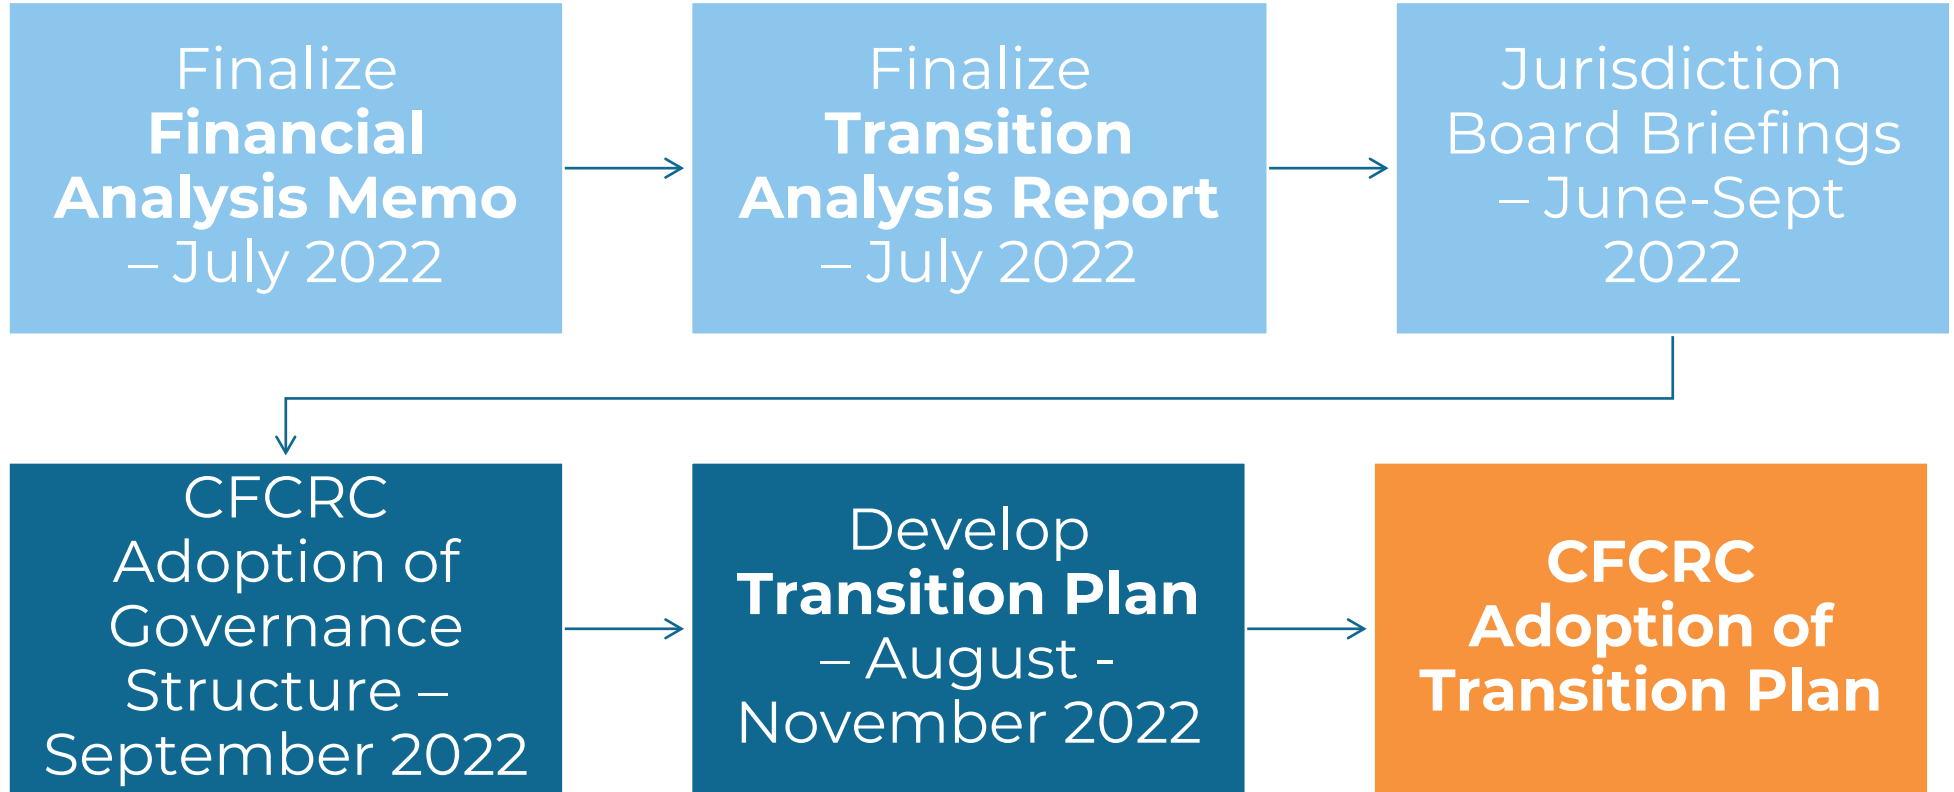 Finalize
Financial
Analysis Memo
– July 2022
Finalize
Transition
Analysis Report
– July 2022
Jurisdiction
Board Briefings
– June-Sept
2022
CFCRC
Adoption of
Governance
Structure –
September 2022
Develop
Transition Plan
– August -
November 2022
CFCRC
Adoption of
Transition Plan